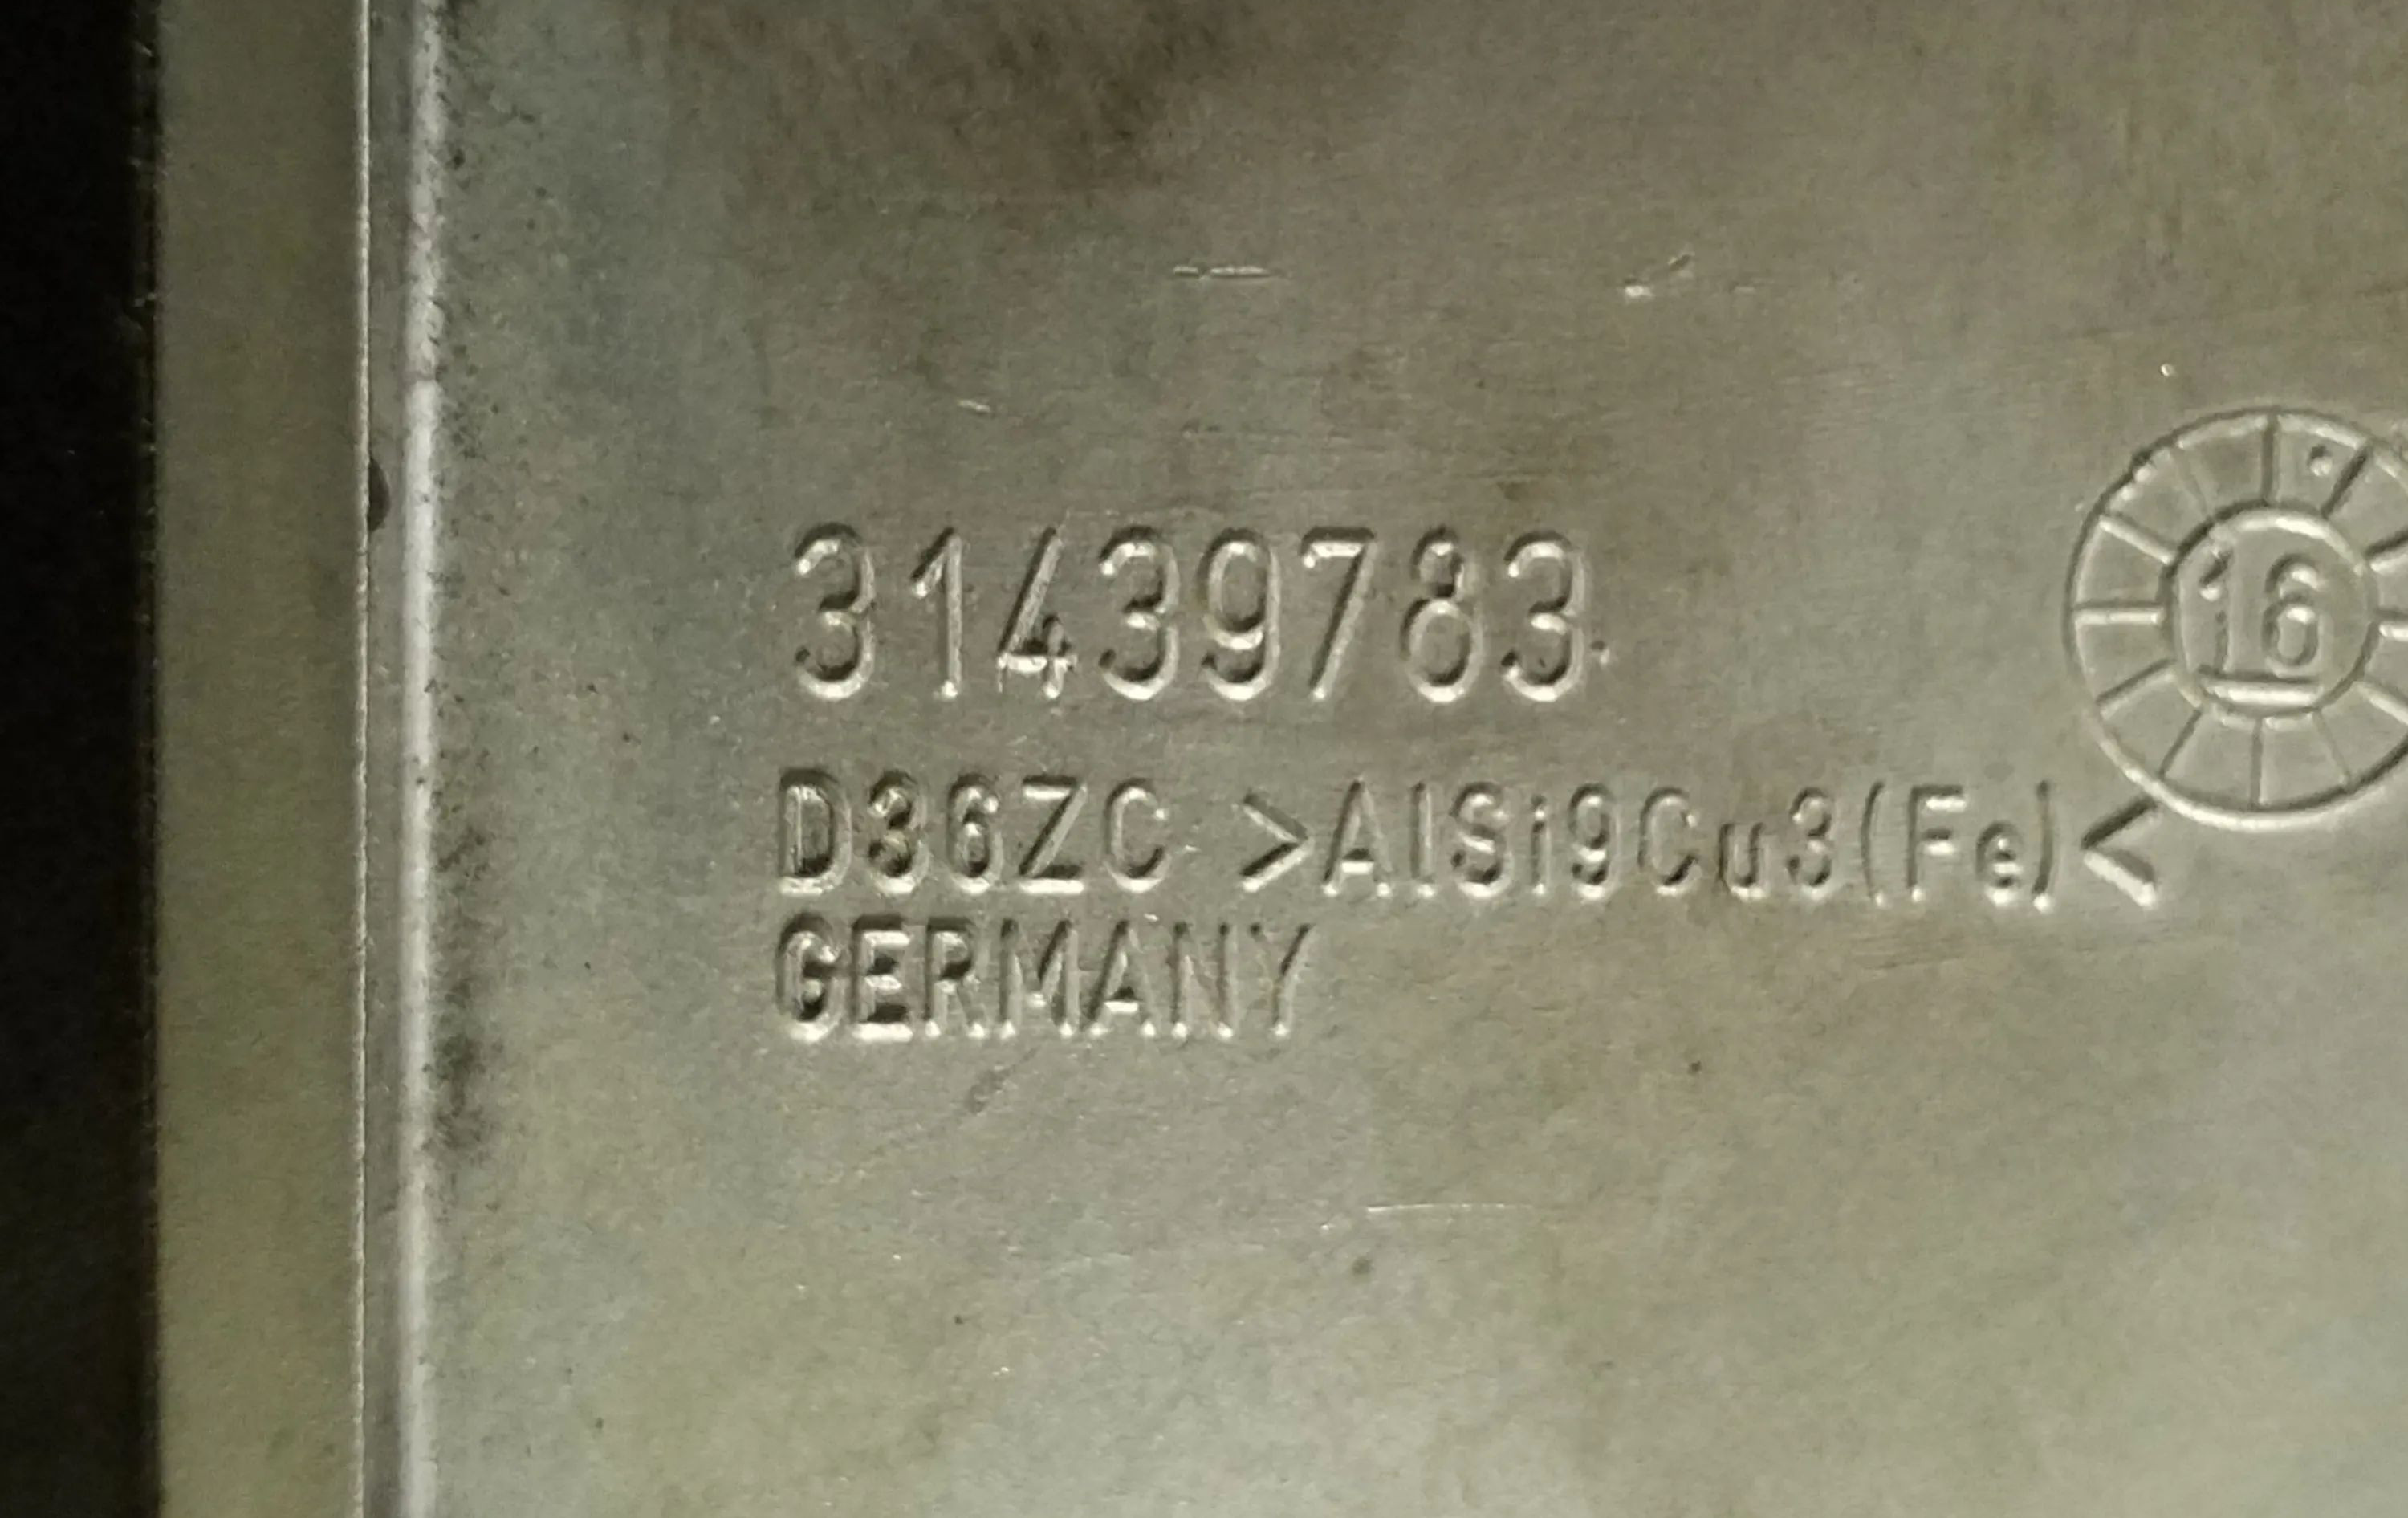 31439783
16
D36ZC >AlSi9Cu3(Fe)<
GERMANY